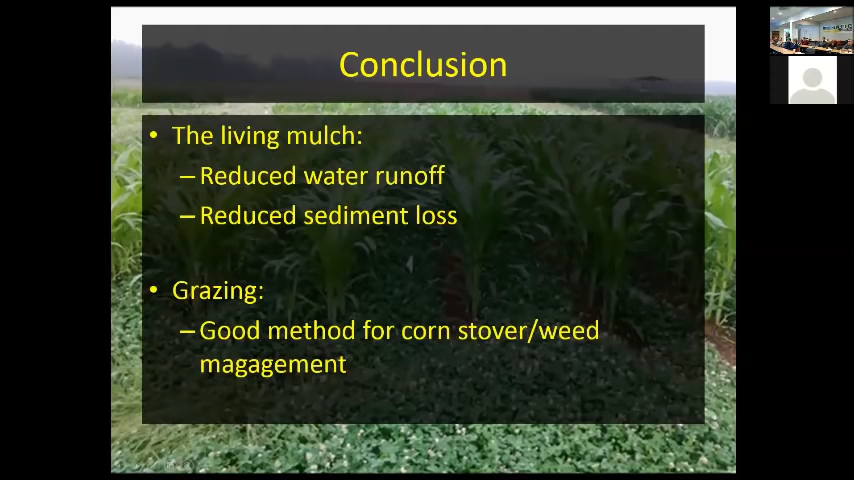 Conclusion
• The living mulch:
– Reduced water runoff
– Reduced sediment loss
• Grazing:
– Good method for corn stover/weed
magagement